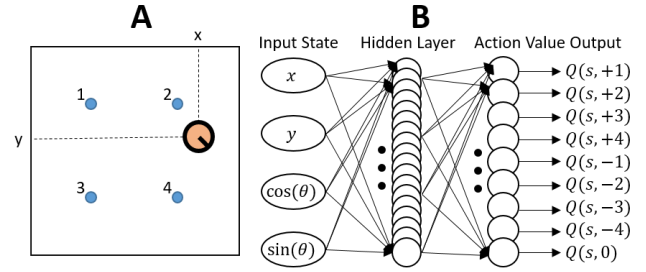 A
x
y
1
2
3
4
B
Input State
Hidden Layer
Action Value Output
x
y
cos(θ)
sin(θ)
Q(s, +1)
Q(s, +2)
Q(s, +3)
Q(s, +4)
Q(s, −1)
Q(s, −2)
Q(s, −3)
Q(s, −4)
Q(s, 0)